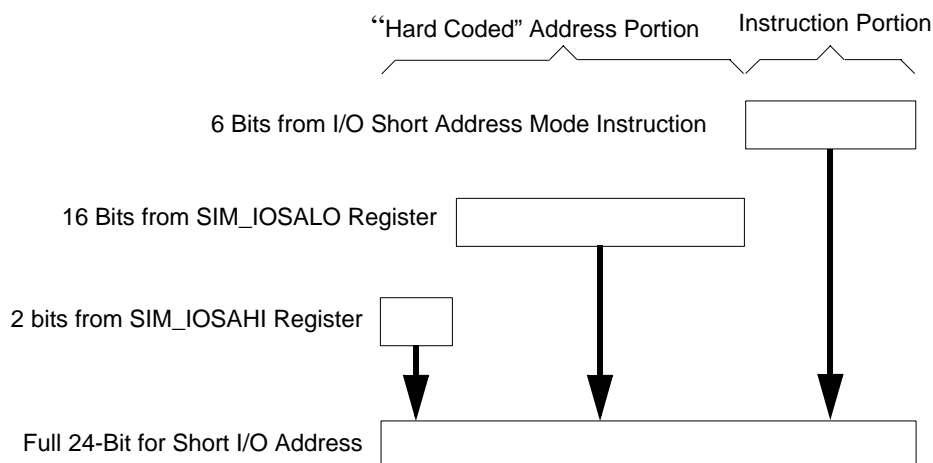 “Hard Coded” Address Portion
Instruction Portion
6 Bits from I/O Short Address Mode Instruction
16 Bits from SIM_IOSALO Register
2 bits from SIM_IOSAHI Register
Full 24-Bit for Short I/O Address